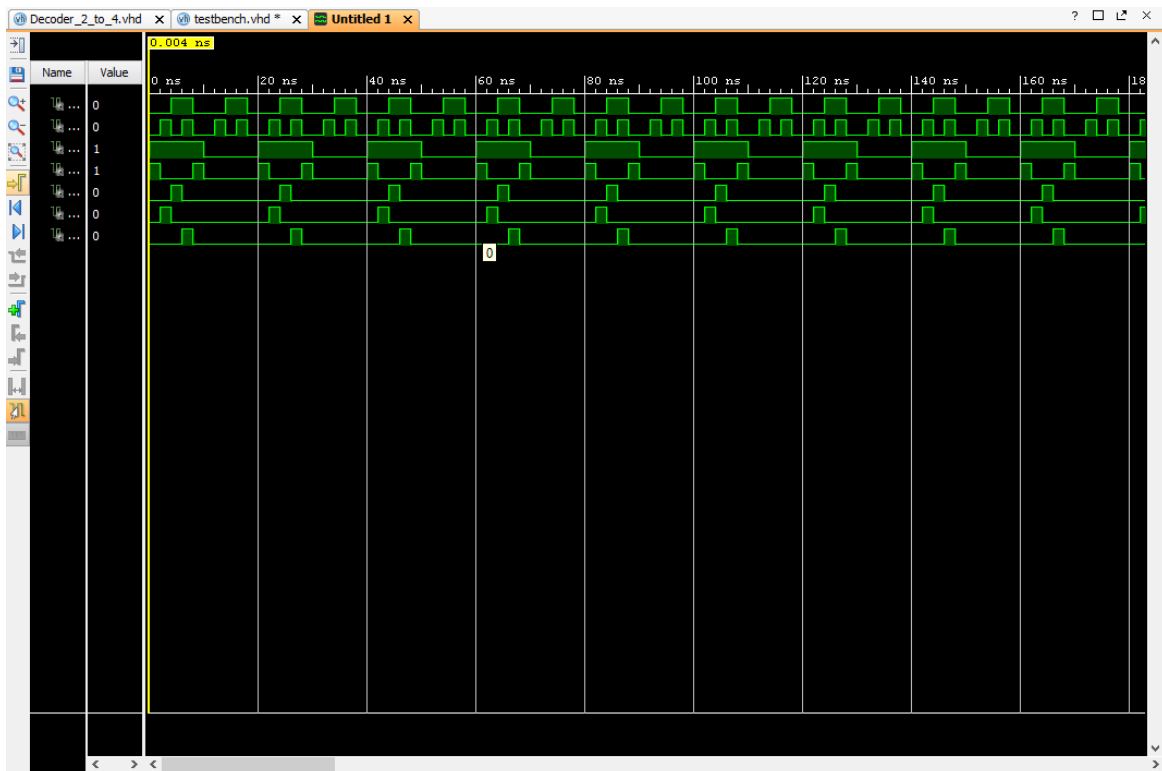 Decoder_2_to_4.vhd × testbench.vhd * × Untitled 1 × ? ×
0.004 ns
Name Value
0 ns 20 ns 40 ns 60 ns 80 ns 100 ns 120 ns 140 ns 160 ns 18
... 0
... 0
... 1
... 1
... 0
... 0
... 0
0